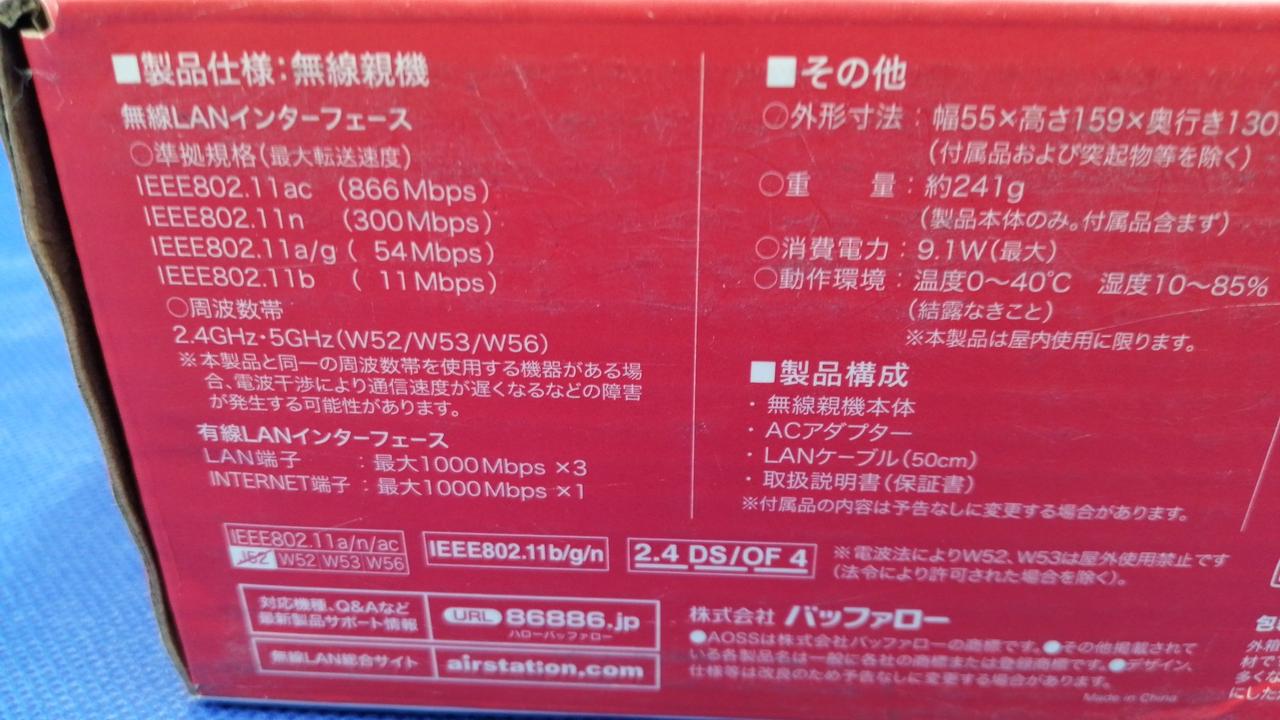 ■製品仕様：無線親機
無線LANインターフェース
○準拠規格（最大転送速度）
IEEE802.11ac （866Mbps）
IEEE802.11n （300Mbps）
IEEE802.11a/g（ 54Mbps）
IEEE802.11b （ 11Mbps）
○周波数帯
2.4GHz・5GHz（W52/W53/W56）
※本製品と同一の周波数帯を使用する機器がある場
合、電波干渉により通信速度が遅くなるなどの障害
が発生する可能性があります。
有線LANインターフェース
LAN端子 ：最大1000Mbps ×3
INTERNET端子 ：最大1000Mbps ×1
■その他
○外形寸法：幅55×高さ159×奥行き130
（付属品および突起物等を除く）
○重 量：約241g
（製品本体のみ。付属品含まず）
○消費電力：9.1W（最大）
○動作環境：温度0～40℃ 湿度10～85%
（結露なきこと）
※本製品は屋内使用に限ります。
■製品構成
・無線親機本体
・ACアダプター
・LANケーブル（50cm）
・取扱説明書（保証書）
※付属品の内容は予告なしに変更する場合があります。
IEEE802.11a/n/ac
J52 W52 W53 W56
IEEE802.11b/g/n
2.4 DS/OF 4
※電波法によりW52、W53は屋外使用禁止です
（法令により許可された場合を除く）。
対応機種、Q&Aなど
最新製品サポート情報
URL 86886.jp
ハローバッファロー
無線LAN総合サイト
airstation.com
株式会社 バッファロー
●AOSSは株式会社バッファローの商標です。●その他掲載されて
いる各製品名は一般に各社の商標または登録商標です。●デザイン、
仕様等は改良のため予告なしに変更する場合があります。
Made in China
外箱
材で
多くな
にした